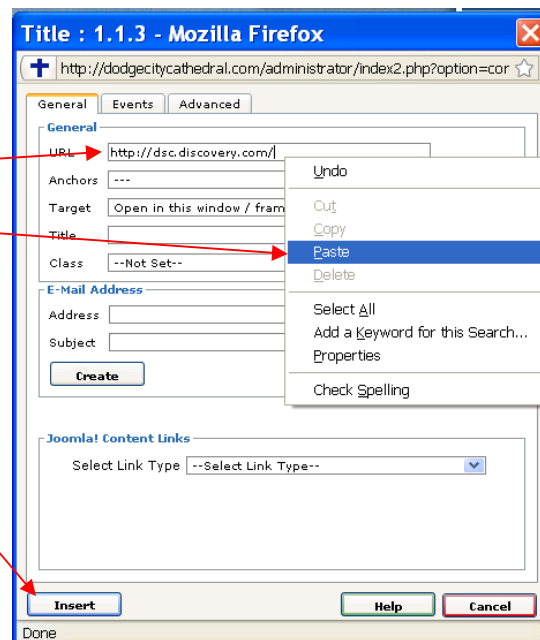 Title : 1.1.3 - Mozilla Firefox
http://dodgecitycathedral.com/administrator/index2.php?option=cor
General Events Advanced
General
URL http://dsc.discovery.com/
Anchors ---
Target Open in this window / fram
Title
Class --Not Set--
Undo
Cut
Copy
Paste
Delete
Select All
Add a Keyword for this Search...
Properties
Check Spelling
E-Mail Address
Address
Subject
Create
Joomla! Content Links
Select Link Type --Select Link Type--
Insert Help Cancel
Done